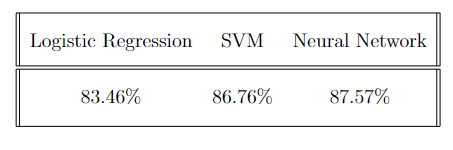 Logistic Regression SVM Neural Network
83.46% 86.76% 87.57%